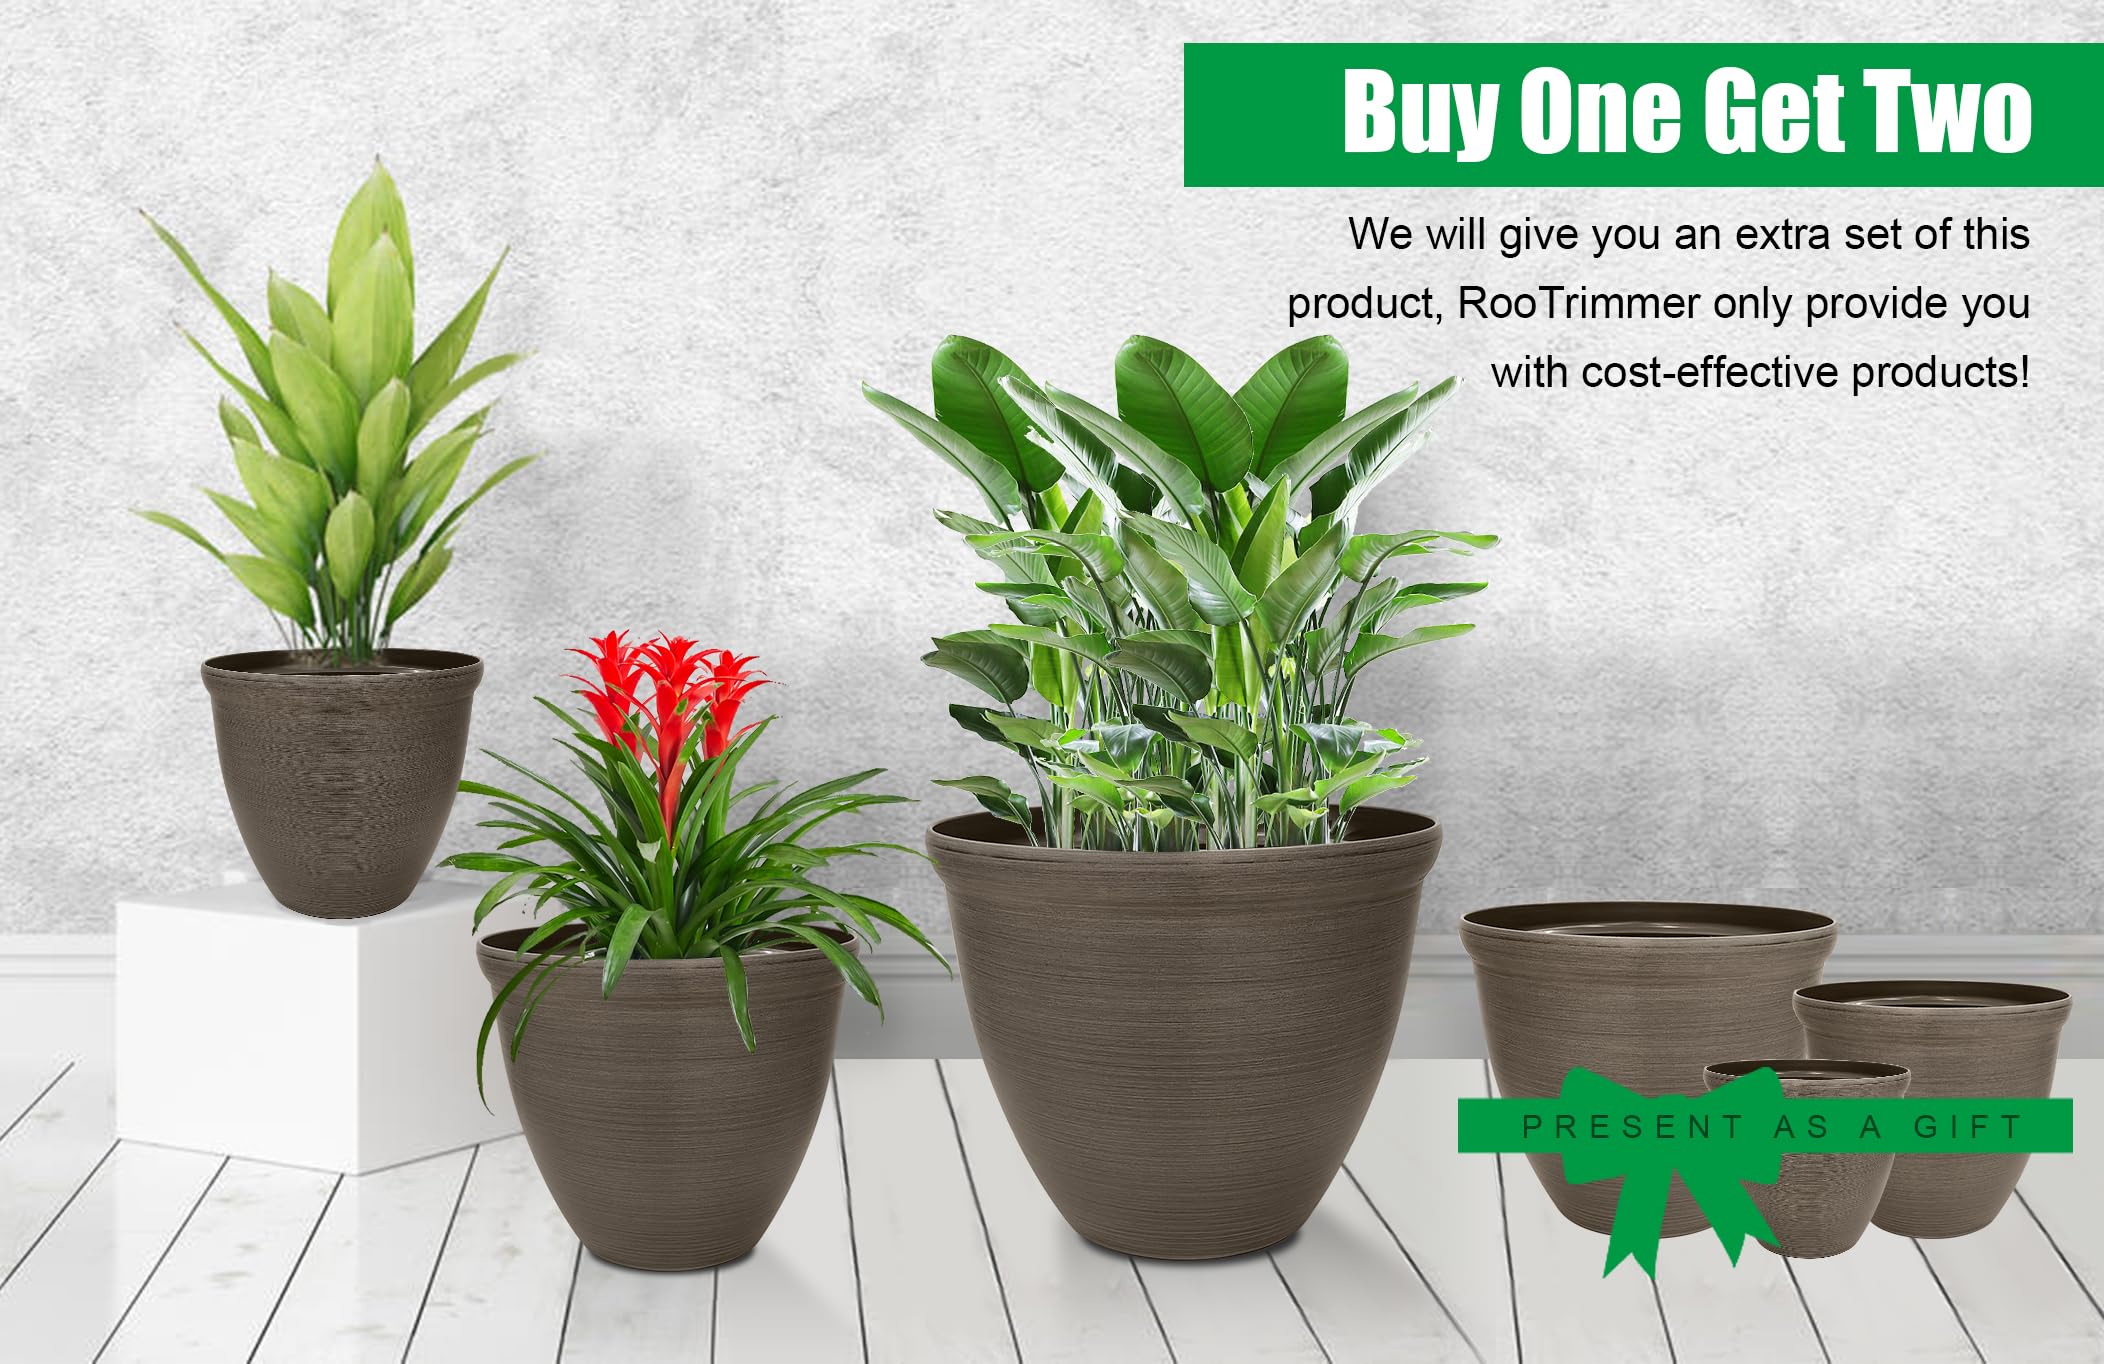 Buy One Get Two
We will give you an extra set of this
product, RooTrimmer only provide you
with cost-effective products!
PRESENT AS A GIFT